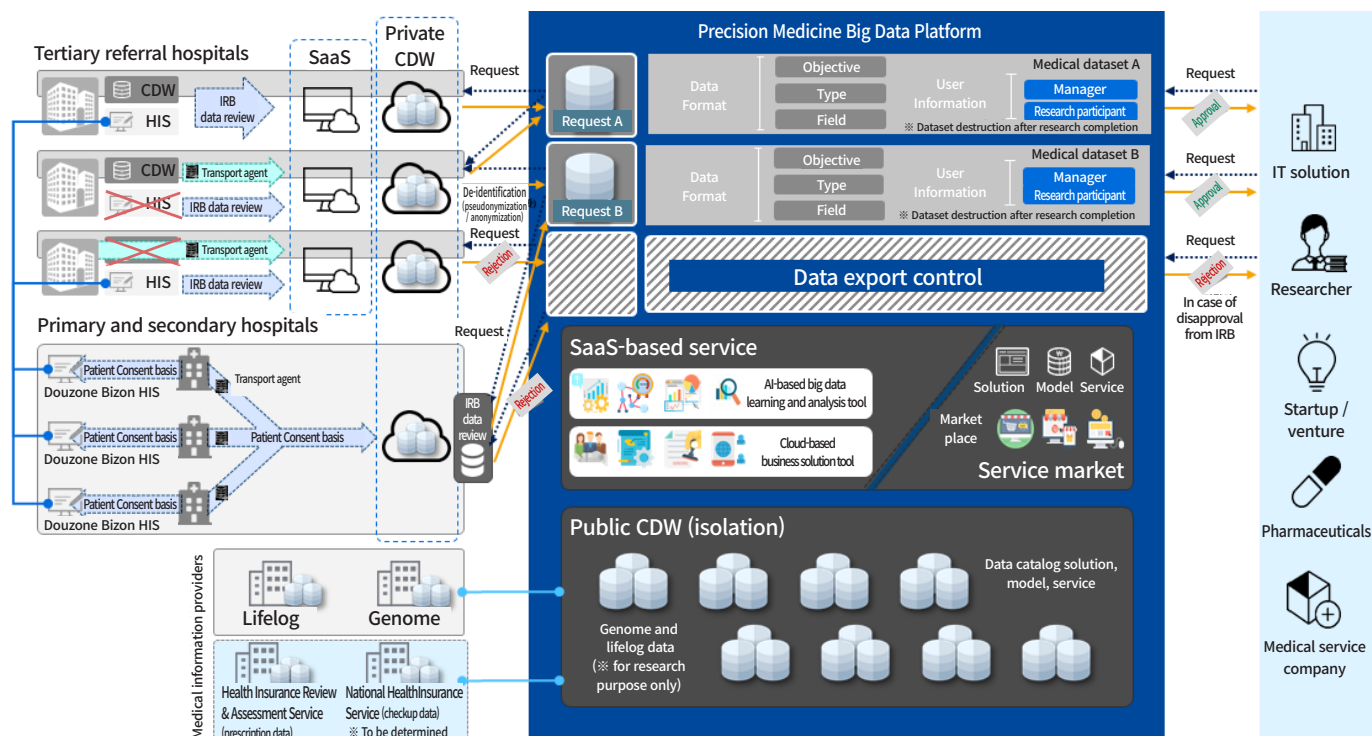 Tertiary referral hospitals
SaaS
Private
CDW
CDW
HIS
IRB
data review
CDW
Transport agent
HIS
IRB data review
Transport agent
HIS
IRB data review
Request
De-identification
(pseudonymization
/ anonymization)
Request
Rejection
Primary and secondary hospitals
Patient Consent basis
Douzone Bizon HIS
Transport agent
Patient Consent basis
Douzone Bizon HIS
Patient Consent basis
Patient Consent basis
Douzone Bizon HIS
Request
IRB
data
review
Rejection
Medical information providers
Lifelog
Genome
Health Insurance Review
& Assessment Service
(prescription data)
National HealthInsurance
Service (checkup data)
※ To be determined
Precision Medicine Big Data Platform
Request A
Data
Format
Objective
Type
Field
User
Information
Medical dataset A
Manager
Research participant
※ Dataset destruction after research completion
Request B
Data
Format
Objective
Type
Field
User
Information
Medical dataset B
Manager
Research participant
※ Dataset destruction after research completion
Data export control
SaaS-based service
AI-based big data
learning and analysis tool
Cloud-based
business solution tool
Solution
Model
Service
Market
place
Service market
Public CDW (isolation)
Data catalog solution,
model, service
Genome and
lifelog data
(※ for research
purpose only)
Request
Approval
Request
Approval
Request
Rejection
In case of
disapproval
from IRB
IT solution
Researcher
Startup /
venture
Pharmaceuticals
Medical service
company